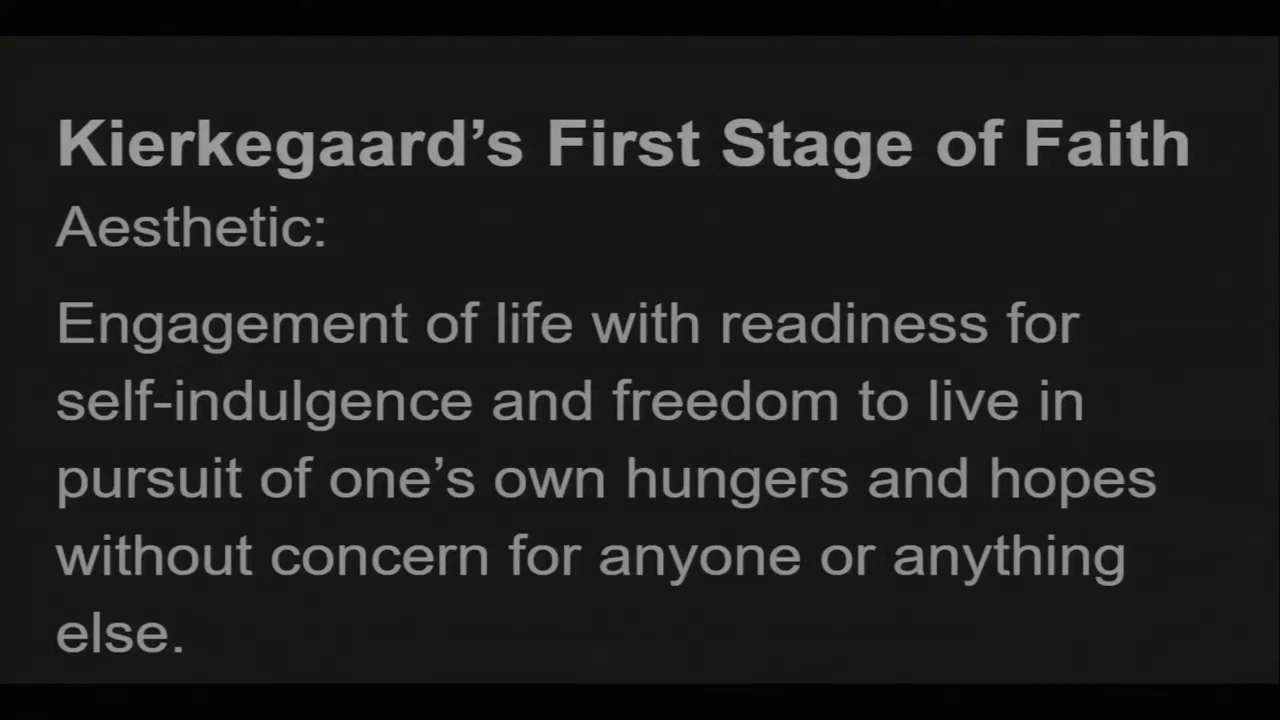 Kierkegaard’s First Stage of Faith
Aesthetic:
Engagement of life with readiness for
self-indulgence and freedom to live in
pursuit of one’s own hungers and hopes
without concern for anyone or anything
else.